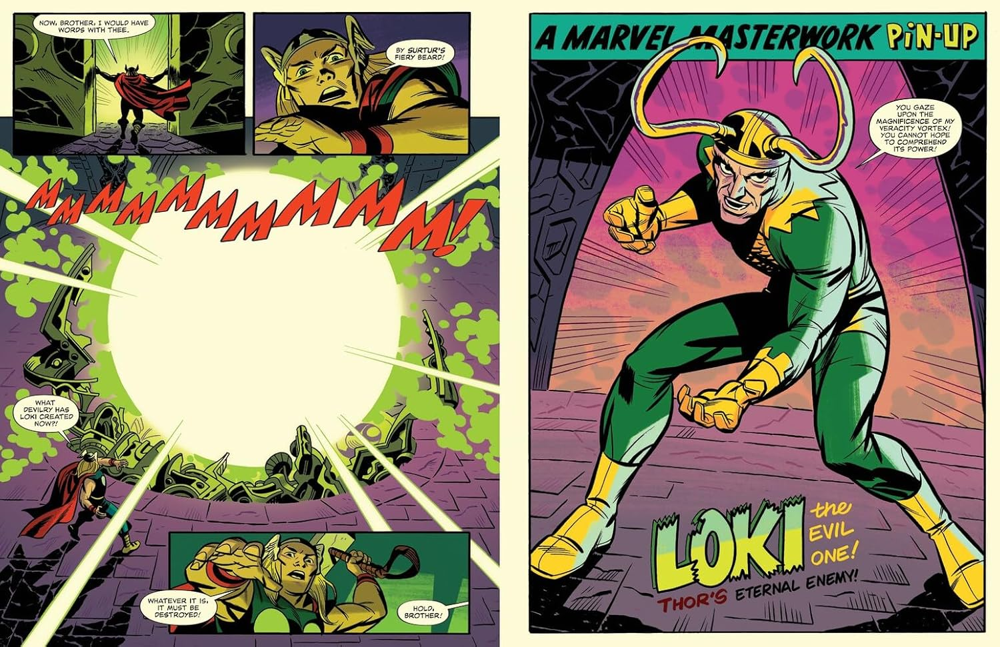 NOW, BROTHER, I WOULD HAVE
WORDS WITH THEE.
BY SURTUR'S
FIERY BEARD!
MMMMMMMMMMM!
WHAT
DEVILRY HAS
LOKI CREATED
NOW?!
WHATEVER IT IS,
IT MUST BE
DESTROYED!
HOLD,
BROTHER!
A MARVEL MASTERWORK PiN-UP
YOU GAZE
UPON THE
MAGNIFICENCE OF MY
VERACITY VORTEX!
YOU CANNOT HOPE
TO COMPREHEND
ITS POWER!
LOKI
the
EVIL
ONE!
THOR'S ETERNAL ENEMY!